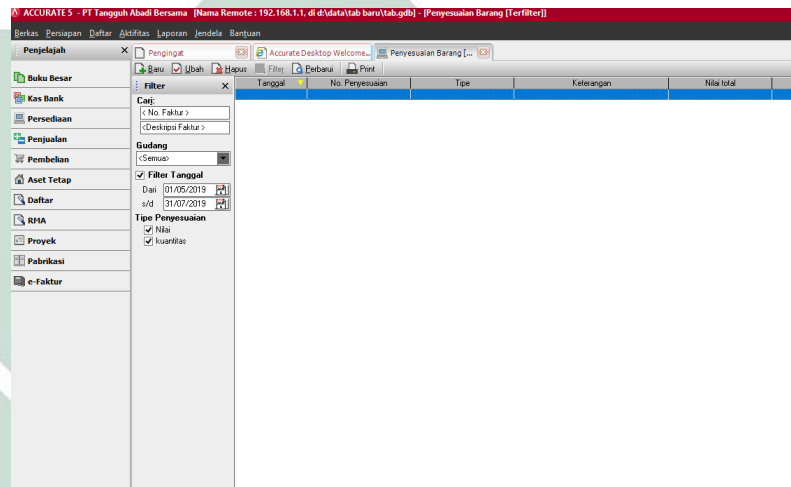 ACCURATE 5 - PT Tangguh Abadi Bersama [Nama Remote : 192.168.1.1, di d:\data\tab baru\tab.gdb] - [Penyesuaian Barang [Terfilter]]
Berkas Persiapan Daftar Aktifitas Laporan Jendela Bantuan
Penjelajah X
Pengingat
Accurate Desktop Welcome...
Penyesuaian Barang [...
Baru Ubah Hapus Filter Perbarui Print
Buku Besar
Kas Bank
Persediaan
Penjualan
Pembelian
Aset Tetap
Daftar
RMA
Proyek
Pabrikasi
e-Faktur
Filter X
Cari:
< No. Faktur >
<Deskripsi Faktur >
Gudang
<Semua>
Filter Tanggal
Dari 01/05/2019
s/d 31/07/2019
Tipe Penyesuaian
Nilai
kuantitas
Tanggal No. Penyesuaian Tipe Keterangan Nilai total